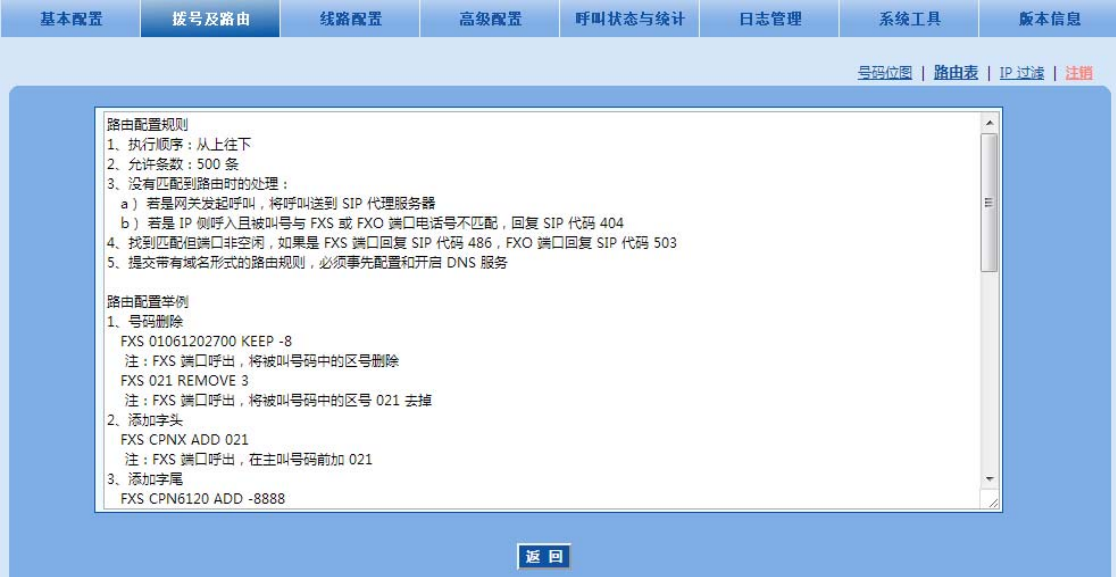 基本配置 拨号及路由 线路配置 高级配置 呼叫状态与统计 日志管理 系统工具 版本信息
号码位图 | 路由表 | IP 过滤 | 注销
路由配置规则
1、执行顺序：从上往下
2、允许条数：500 条
3、没有匹配到路由时的处理：
a ） 若是网关发起呼叫，将呼叫送到 SIP 代理服务器
b ） 若是 IP 侧呼入且被叫号与 FXS 或 FXO 端口电话号不匹配，回复 SIP 代码 404
4、找到匹配但端口非空闲，如果是 FXS 端口回复 SIP 代码 486，FXO 端口回复 SIP 代码 503
5、提交带有域名形式的路由规则，必须事先配置和开启 DNS 服务
路由配置举例
1、号码删除
FXS 01061202700 KEEP -8
注：FXS 端口呼出，将被叫号码中的区号删除
FXS 021 REMOVE 3
注：FXS 端口呼出，将被叫号码中的区号 021 去掉
2、添加字头
FXS CPNX ADD 021
注：FXS 端口呼出，在主叫号码前加 021
3、添加字尾
FXS CPN6120 ADD -8888
返 回